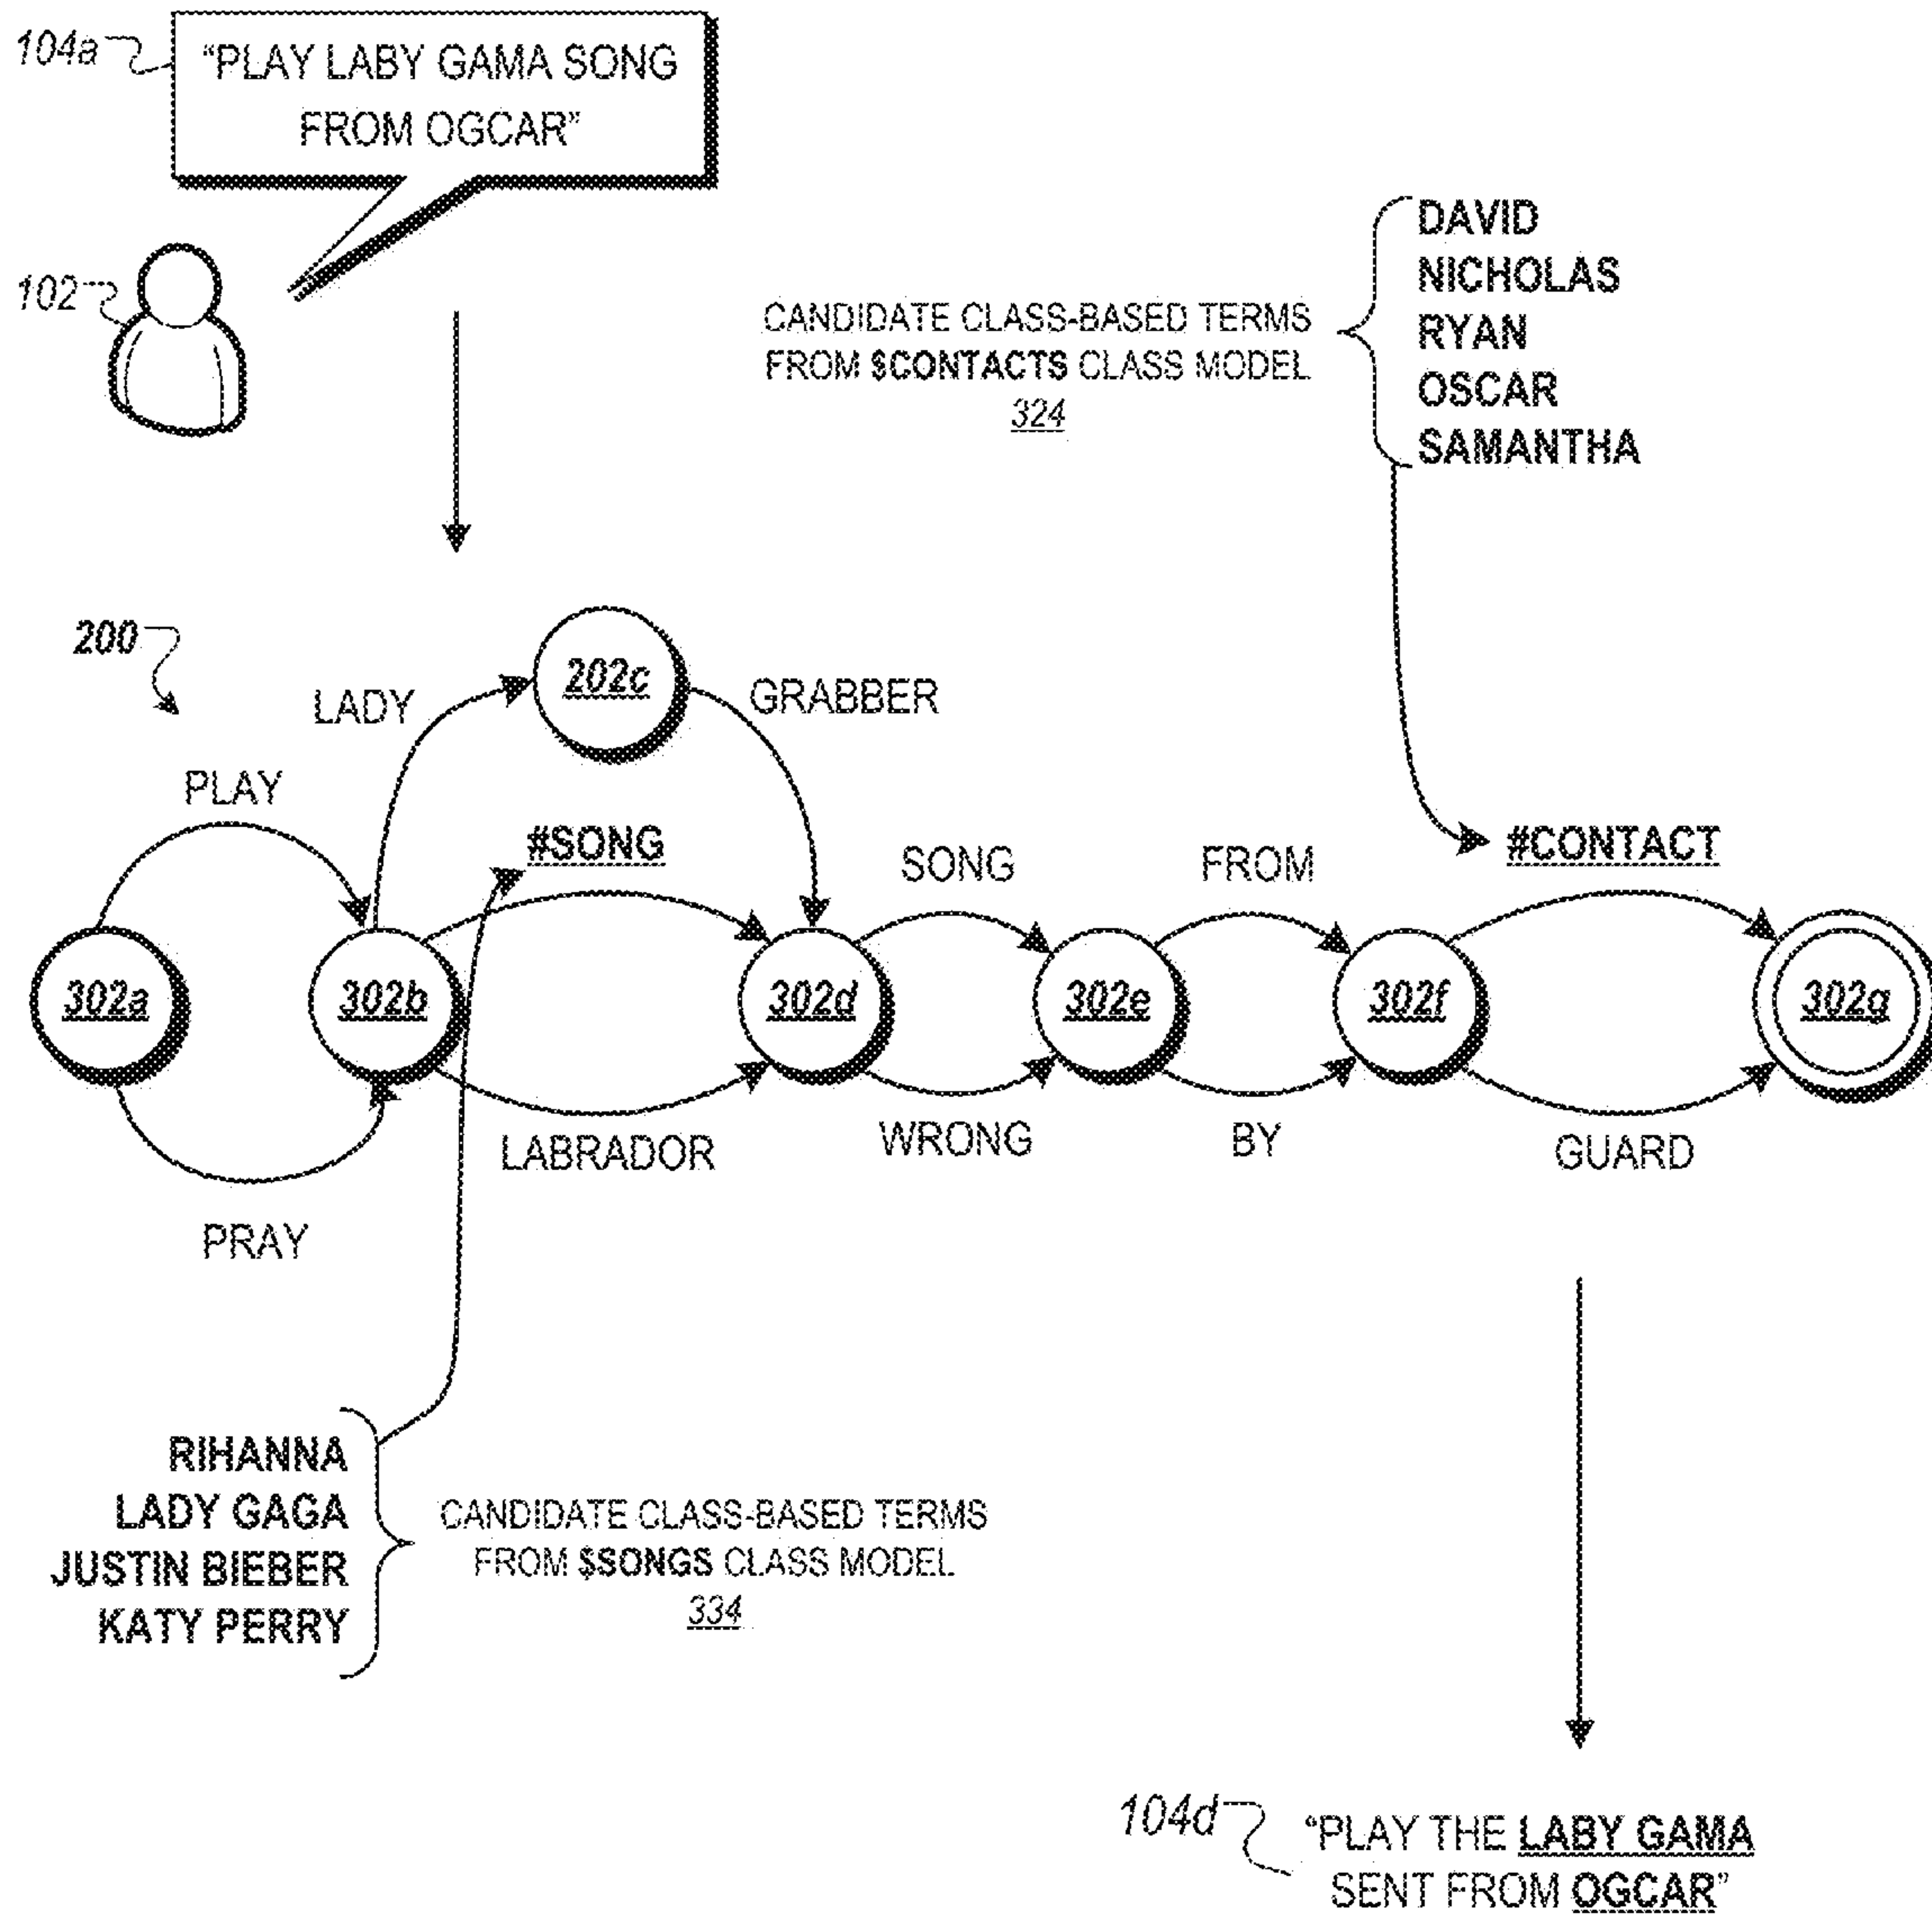 104a
“PLAY LABY GAMA SONG
FROM OGCAR”
102
CANDIDATE CLASS-BASED TERMS
FROM $CONTACTS CLASS MODEL
324
DAVID
NICHOLAS
RYAN
OSCAR
SAMANTHA
200
LADY
202c
GRABBER
PLAY
#SONG
SONG
FROM
#CONTACT
302a
302b
302d
302e
302f
302g
PRAY
LABRADOR
WRONG
BY
GUARD
RIHANNA
LADY GAGA
JUSTIN BIEBER
KATY PERRY
CANDIDATE CLASS-BASED TERMS
FROM $SONGS CLASS MODEL
334
104d
“PLAY THE LABY GAMA
SENT FROM OGCAR”